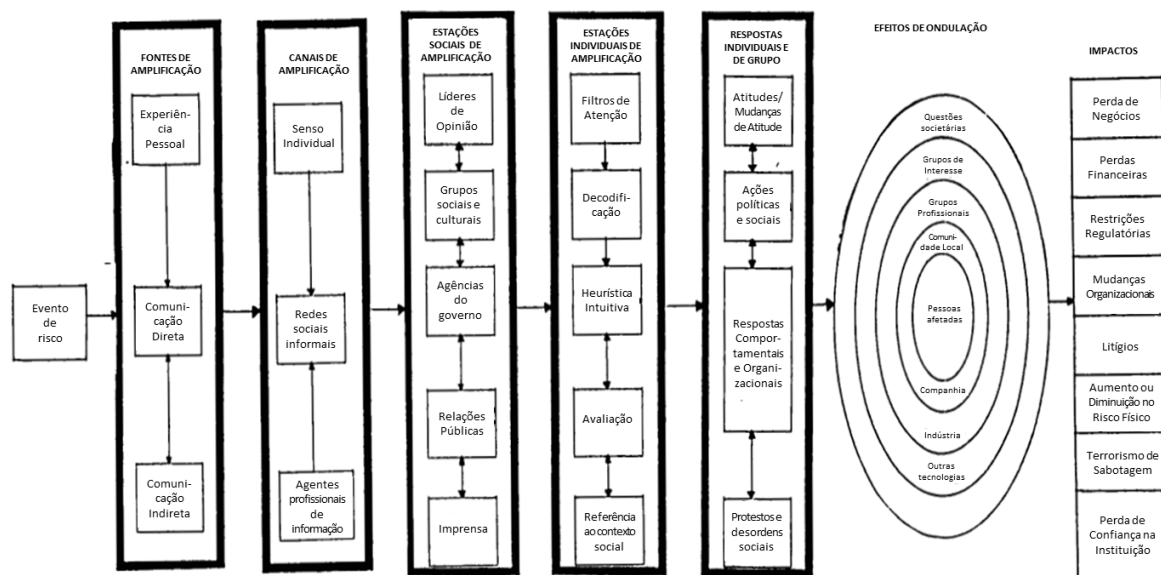 Evento
de
risco
FONTES DE
AMPLIFICAÇÃO
Experiên-
cia
Pessoal
Comunicação
Direta
Comunicação
Indireta
CANAIS DE
AMPLIFICAÇÃO
Senso
Individual
Redes
sociais
informais
Agentes
profissionais de
informação
ESTAÇÕES
SOCIAIS DE
AMPLIFICAÇÃO
Líderes
de
Opinião
Grupos
sociais e
culturais
Agências
do
governo
Relações
Públicas
Imprensa
ESTAÇÕES
INDIVIDUAIS DE
AMPLIFICAÇÃO
Filtros de
Atenção
Decodifi-
cação
Heurística
Intuitiva
Avaliação
Referência
ao contexto
social
RESPOSTAS
INDIVIDUAIS E
DE GRUPO
Atitudes/
Mudanças
de Atitude
Ações
políticas
e sociais
Respostas
Compor-
tamentais
e Organi-
zacionais
Protestos e
desordens
sociais
EFEITOS DE ONDULAÇÃO
Questões
societárias
Grupos de
Interesse
Grupos
Profissionais
Comuni-
dade Local
Pessoas
afetadas
Companhia
Indústria
Outras
tecnologias
IMPACTOS
Perda de
Negócios
Perdas
Financeiras
Restrições
Regulatórias
Mudanças
Organizacionais
Litígios
Aumento ou
Diminuição no
Risco Físico
Terrorismo de
Sabotagem
Perda de
Confiança na
Instituição